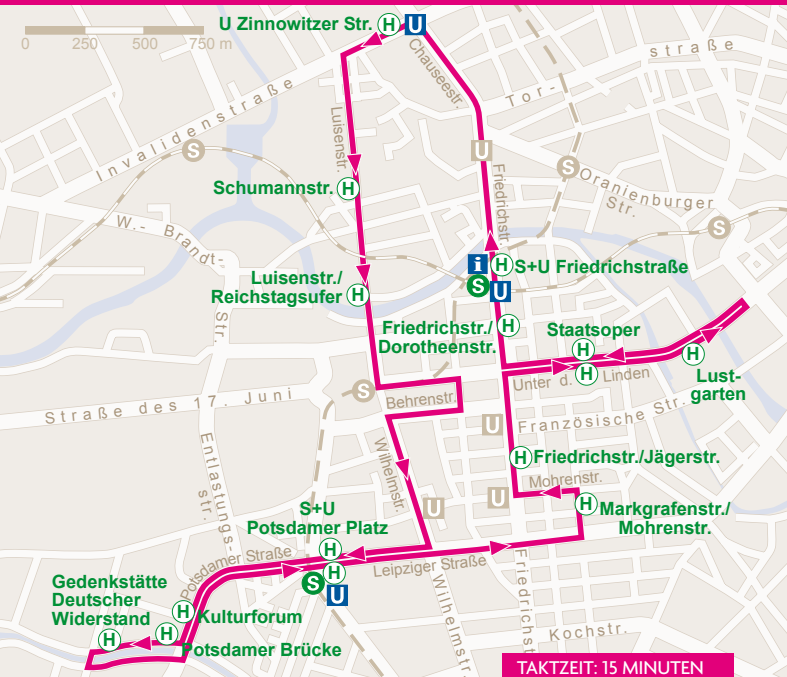 U Zinnowitzer Str. H U
0 250 500 750 m
Chausseestr.
straße
Tor-
Invalidenstraße
S
Luisenstr.
U
Friedrichstr.
S
Oranienburger
Str.
Schumannstr. H
W.- Brandt-
Str.
S
i H S+U Friedrichstraße
S U
Luisenstr./
Reichstagsufer H
Friedrichstr./ H
Dorotheenstr.
Staatsoper
H
H
H
Lust-
garten
Unter d. Linden
S
Behrenstr.
Straße des 17. Juni
U
Französische Str.
Entlastungs-
str.
Wilhelmstr.
H Friedrichstr./Jägerstr.
Mohrenstr.
U
U
H Markgrafenstr./
Mohrenstr.
S+U
Potsdamer Platz
H
H
S U
Potsdamer Straße
Leipziger Straße
Gedenkstätte
Deutscher
Widerstand
H
H Kulturforum
H
Potsdamer Brücke
Wilhelmstr.
Friedrichstr.
Kochstr.
TAKTZEIT: 15 MINUTEN